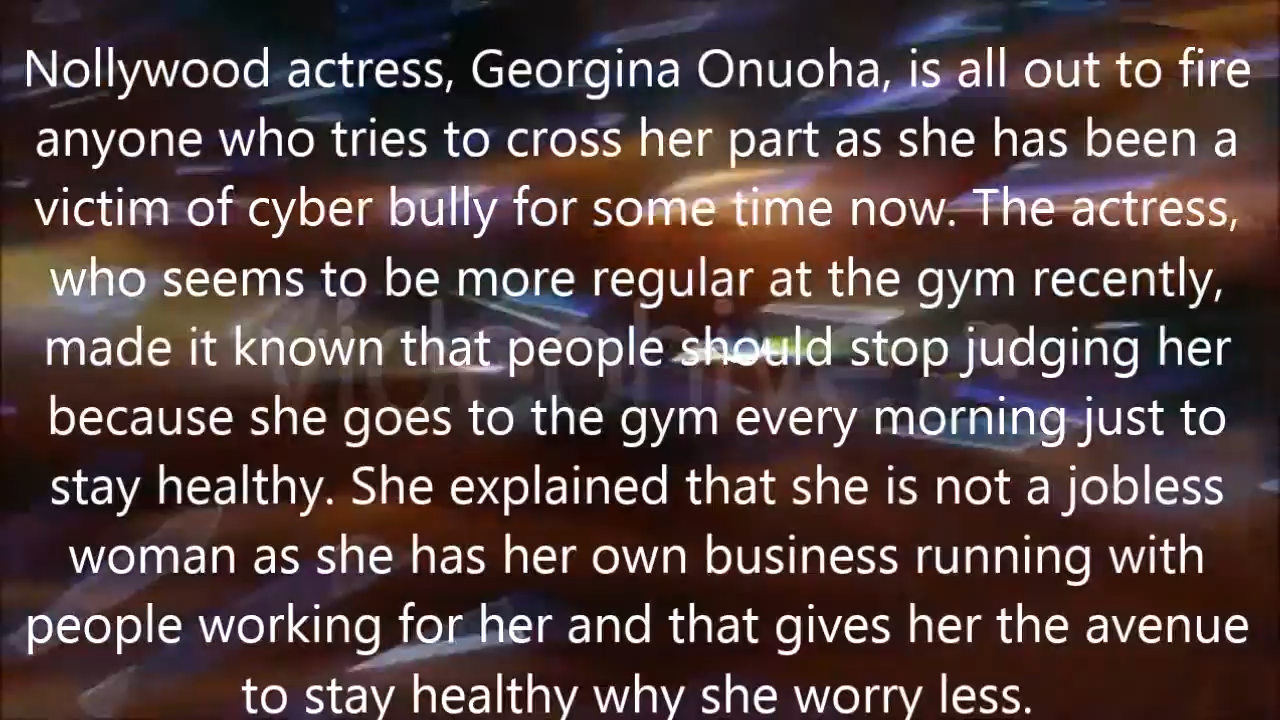 Nollywood actress, Georgina Onuoha, is all out to fire
anyone who tries to cross her part as she has been a
victim of cyber bully for some time now. The actress,
who seems to be more regular at the gym recently,
made it known that people should stop judging her
because she goes to the gym every morning just to
stay healthy. She explained that she is not a jobless
woman as she has her own business running with
people working for her and that gives her the avenue
to stay healthy why she worry less.